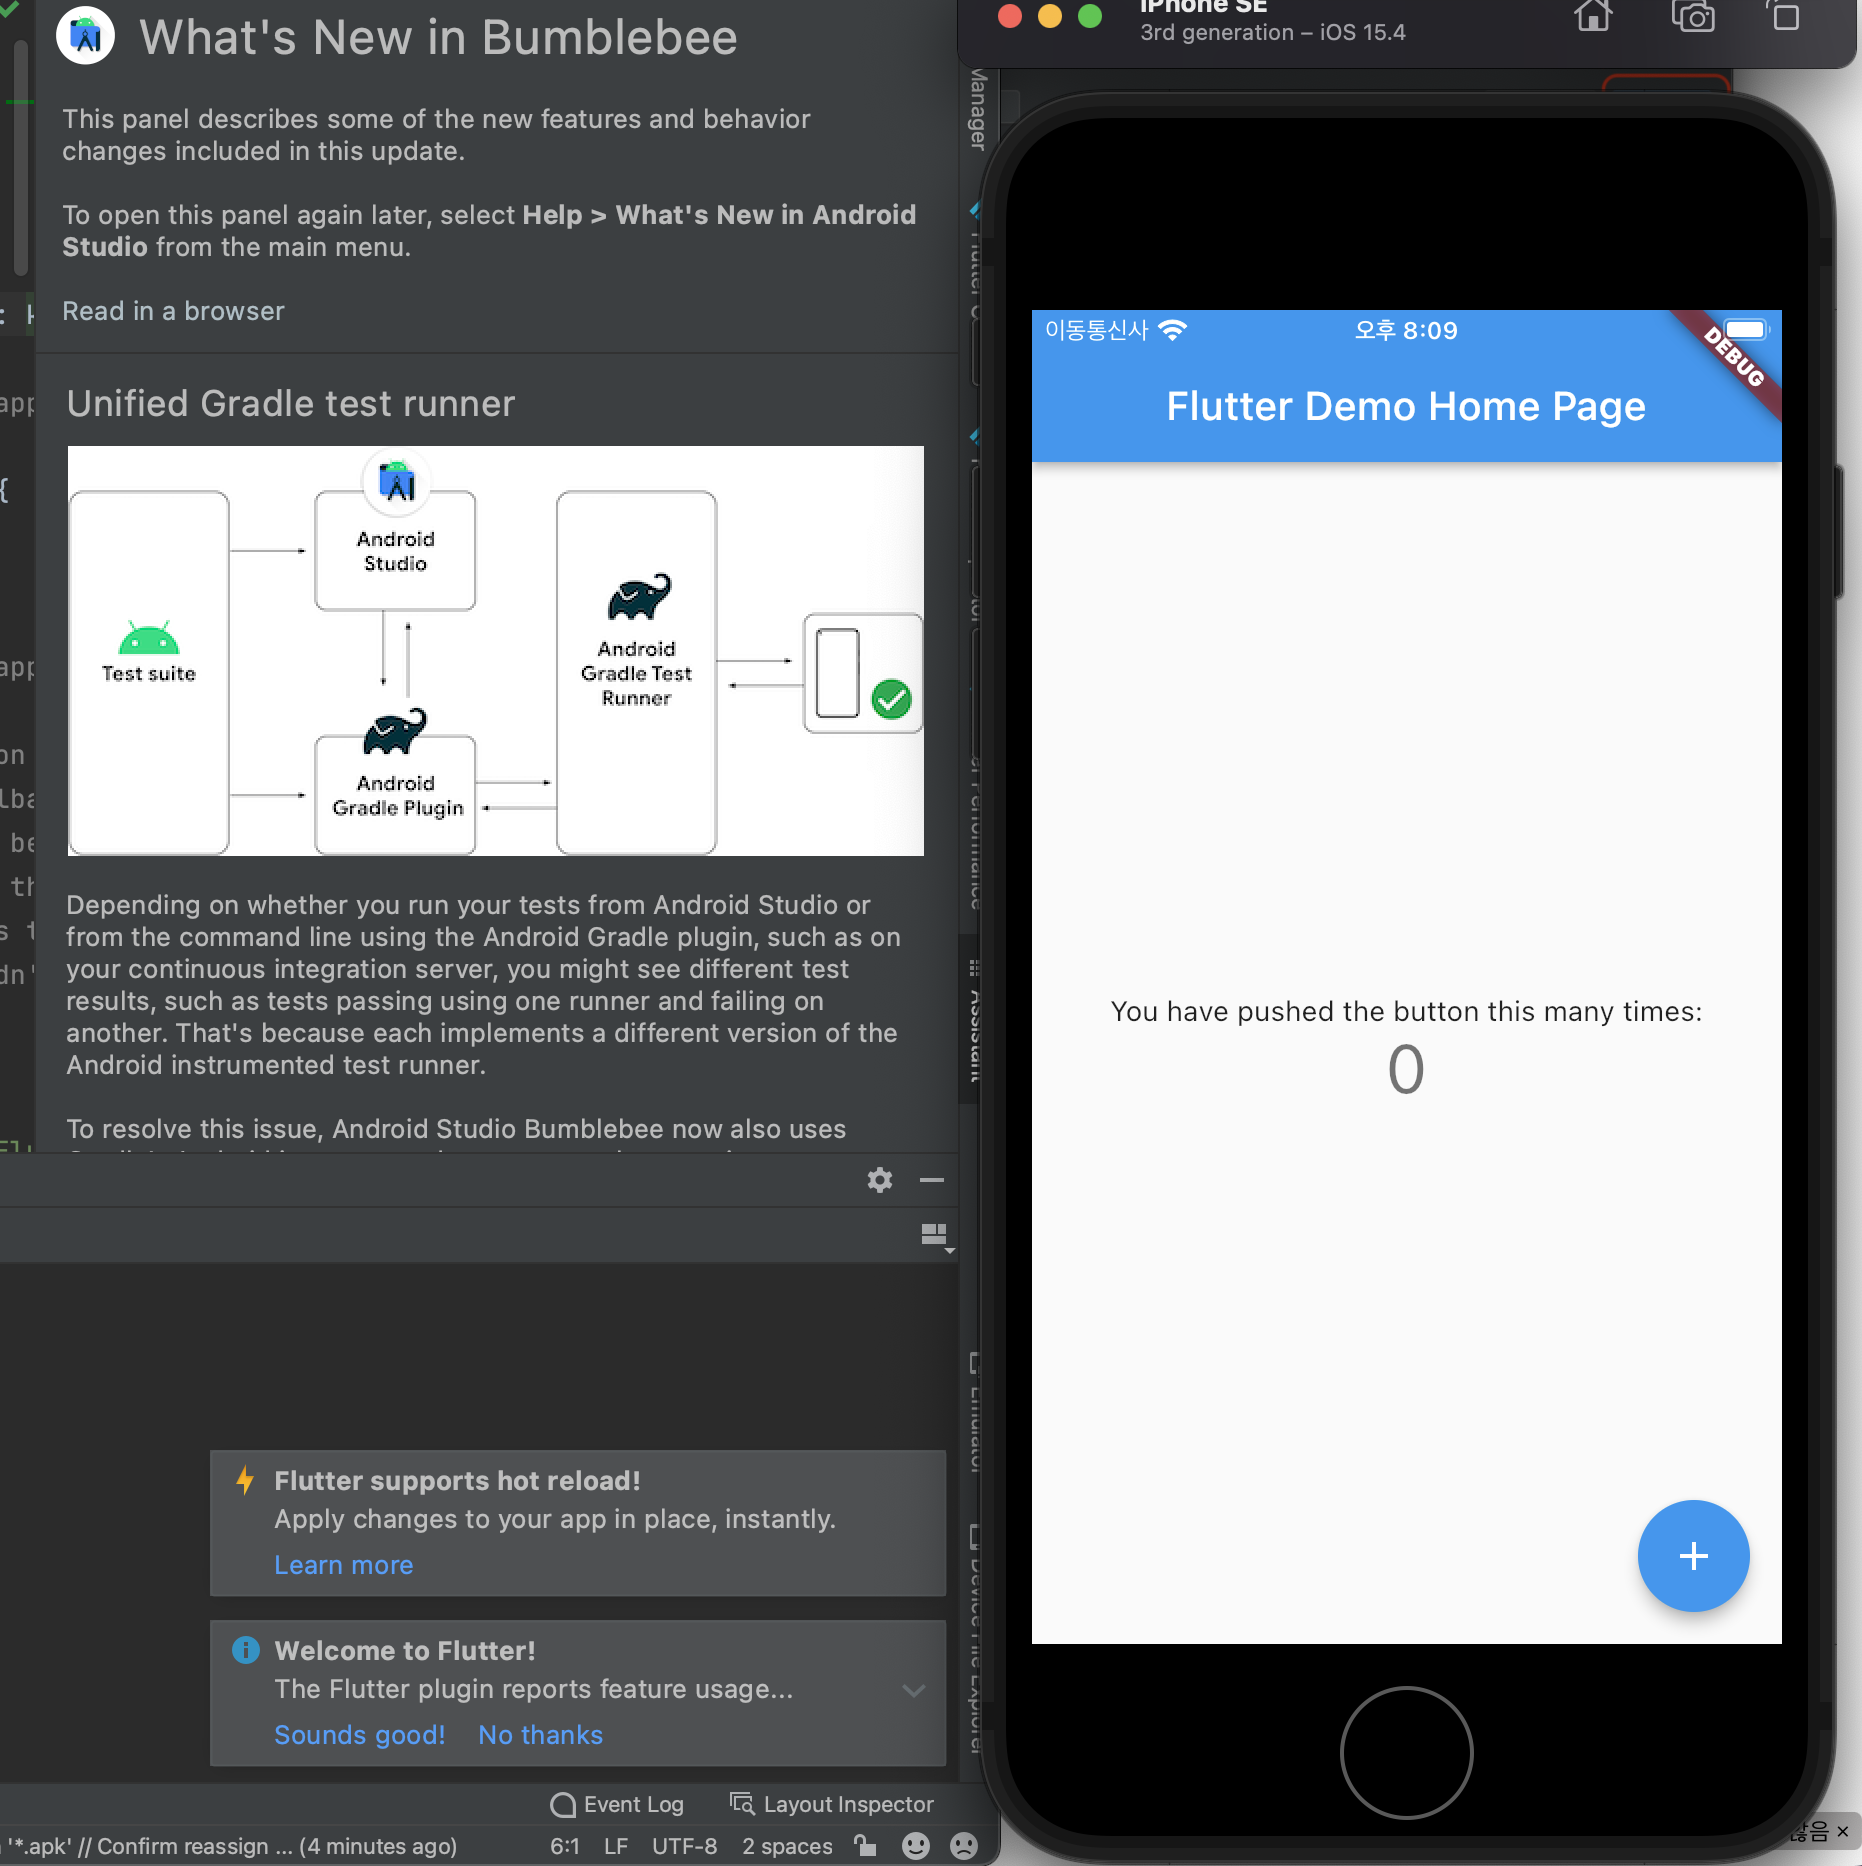 What's New in Bumblebee
This panel describes some of the new features and behavior
changes included in this update.
To open this panel again later, select Help > What's New in Android
Studio from the main menu.
Read in a browser
Unified Gradle test runner
Test suite
Android
Studio
Android
Gradle Plugin
Android
Gradle Test
Runner
Depending on whether you run your tests from Android Studio or
from the command line using the Android Gradle plugin, such as on
your continuous integration server, you might see different test
results, such as tests passing using one runner and failing on
another. That's because each implements a different version of the
Android instrumented test runner.
To resolve this issue, Android Studio Bumblebee now also uses
Flutter supports hot reload!
Apply changes to your app in place, instantly.
Learn more
Welcome to Flutter!
The Flutter plugin reports feature usage...
Sounds good! No thanks
Event Log Layout Inspector
'*.apk' // Confirm reassign ... (4 minutes ago) 6:1 LF UTF-8 2 spaces
Manager
Performance
Assistant
Emulator
Device File Explorer
iPhone SE
3rd generation – iOS 15.4
이동통신사 오후 8:09
DEBUG
Flutter Demo Home Page
You have pushed the button this many times:
0
+
않음 ×